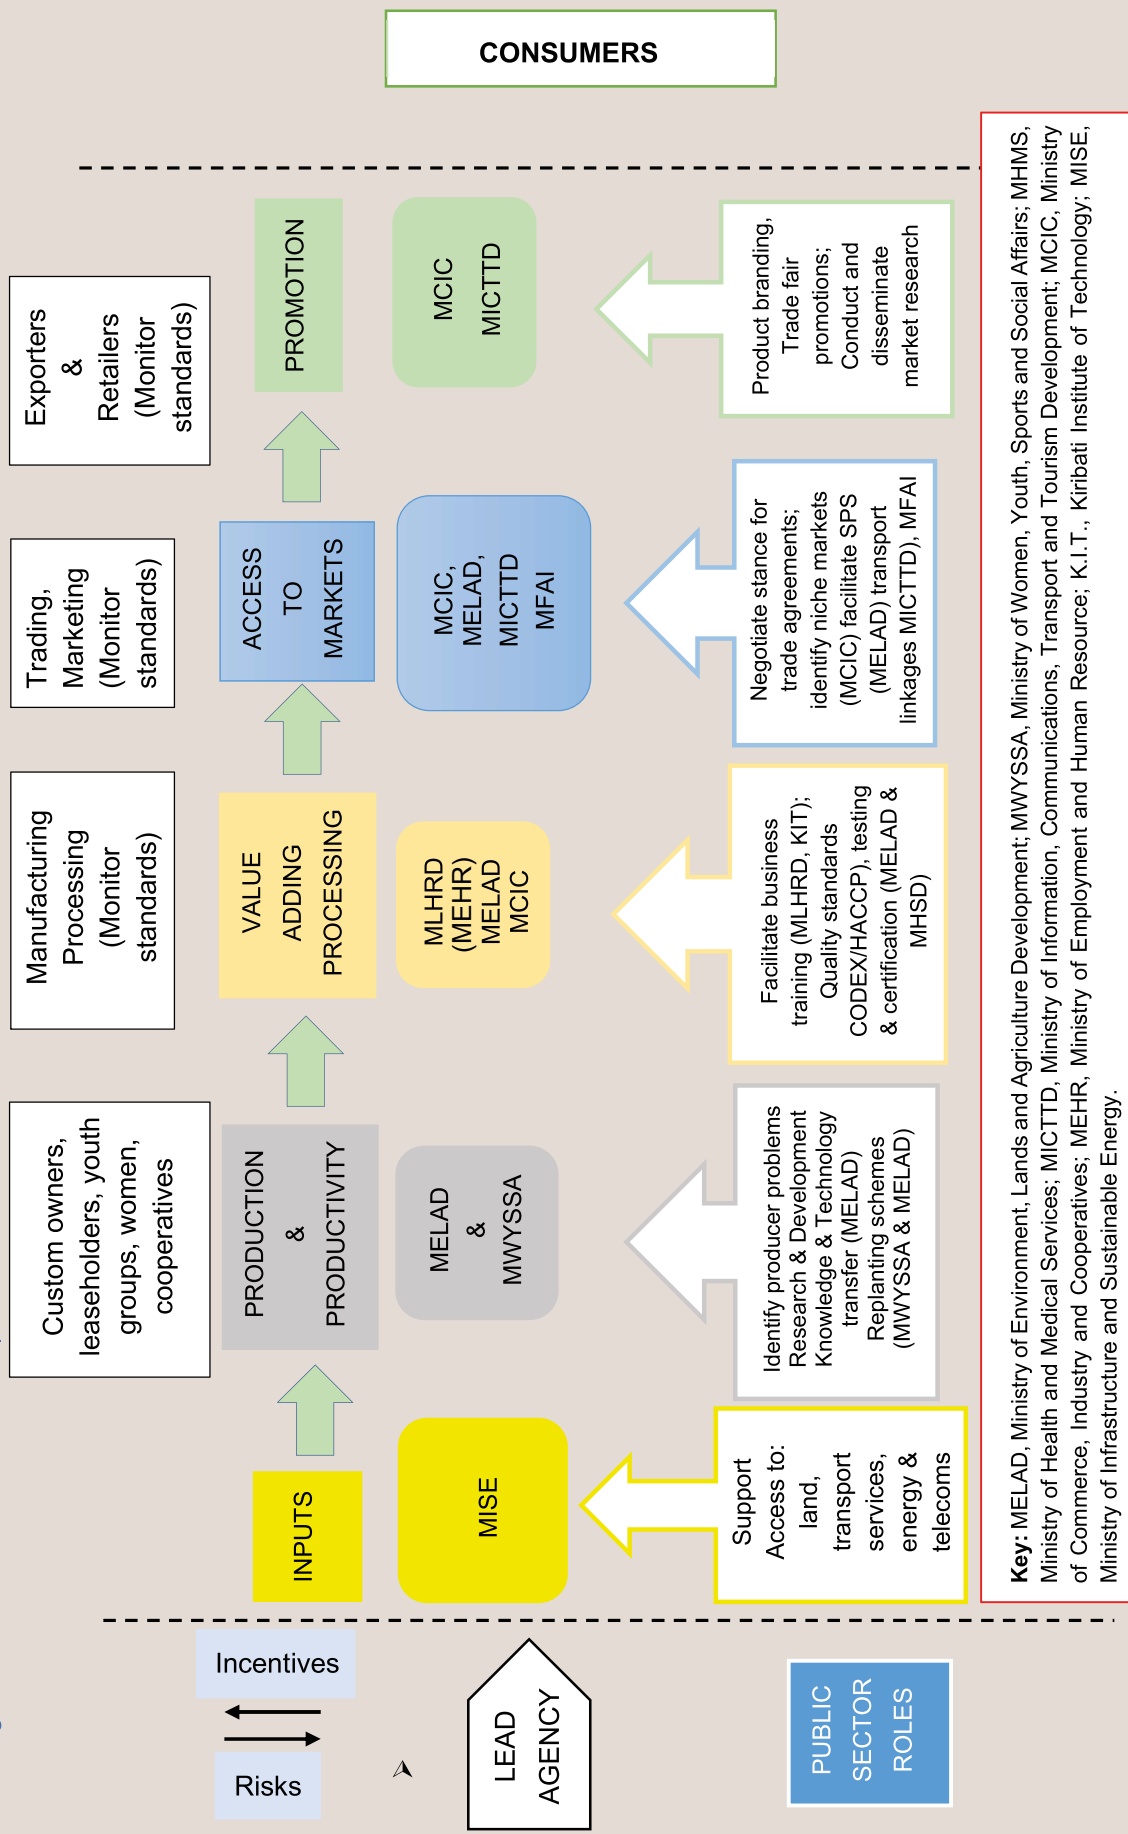 Custom owners,
leaseholders, youth
groups, women,
cooperatives
Manufacturing
Processing
(Monitor
standards)
Trading,
Marketing
(Monitor
standards)
Exporters
&
Retailers
(Monitor
standards)
Incentives
Risks
INPUTS
PRODUCTION
&
PRODUCTIVITY
VALUE
ADDING
PROCESSING
ACCESS
TO
MARKETS
PROMOTION
CONSUMERS
LEAD
AGENCY
MISE
MELAD
&
MWYSSA
MLHRD
(MEHR)
MELAD
MCIC
MCIC,
MELAD,
MICTTD
MFAI
MCIC
MICTTD
PUBLIC
SECTOR
ROLES
Support
Access to:
land,
transport
services,
energy &
telecoms
Identify producer problems
Research & Development
Knowledge & Technology
transfer (MELAD)
Replanting schemes
(MWYSSA & MELAD)
Facilitate business
training (MLHRD, KIT);
Quality standards
CODEX/HACCP), testing
& certification (MELAD &
MHSD)
Negotiate stance for
trade agreements;
identify niche markets
(MCIC) facilitate SPS
(MELAD) transport
linkages MICTTD), MFAI
Product branding,
Trade fair
promotions;
Conduct and
disseminate
market research
Key: MELAD, Ministry of Environment, Lands and Agriculture Development; MWYSSA, Ministry of Women, Youth, Sports and Social Affairs; MHMS,
Ministry of Health and Medical Services; MICTTD, Ministry of Information, Communications, Transport and Tourism Development; MCIC, Ministry
of Commerce, Industry and Cooperatives; MEHR, Ministry of Employment and Human Resource; K.I.T., Kiribati Institute of Technology; MISE,
Ministry of Infrastructure and Sustainable Energy.